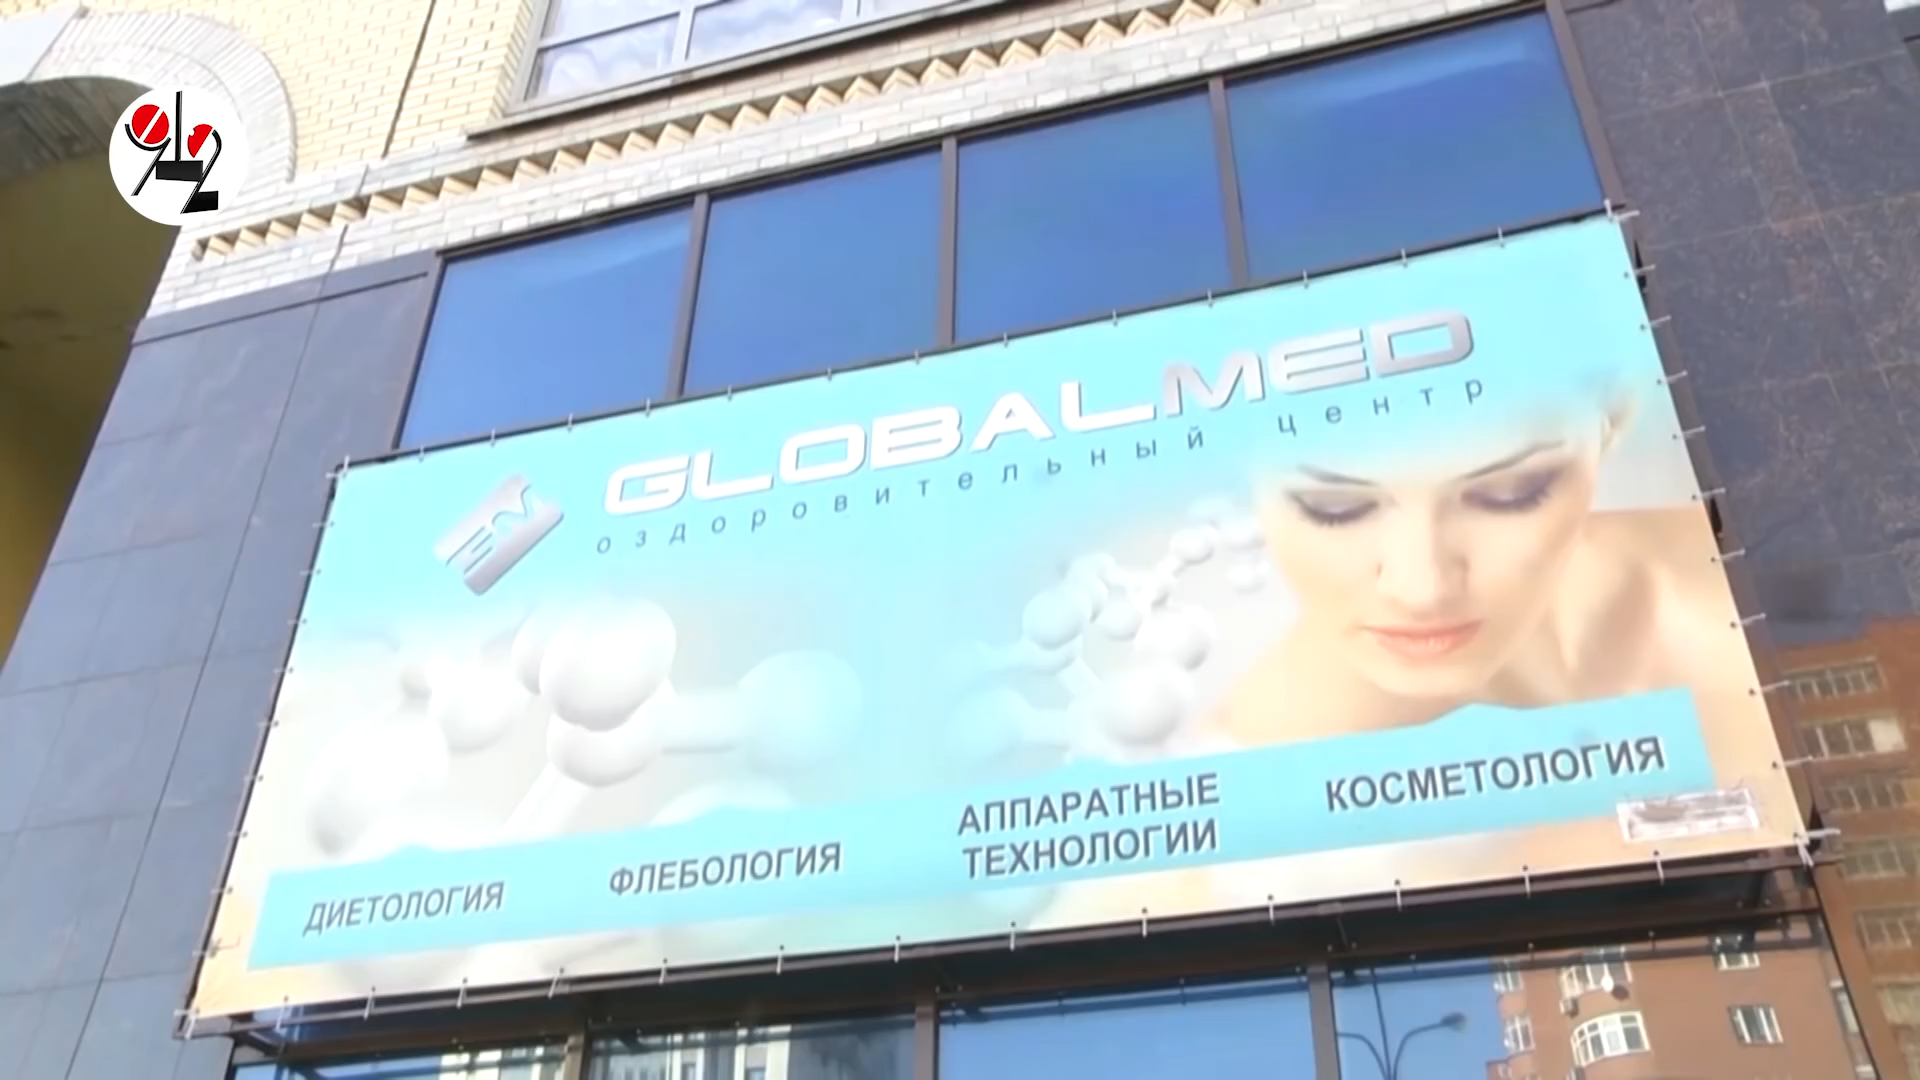 GLOBALMED
оздоровительный центр
ДИЕТОЛОГИЯ
ФЛЕБОЛОГИЯ
АППАРАТНЫЕ
ТЕХНОЛОГИИ
КОСМЕТОЛОГИЯ